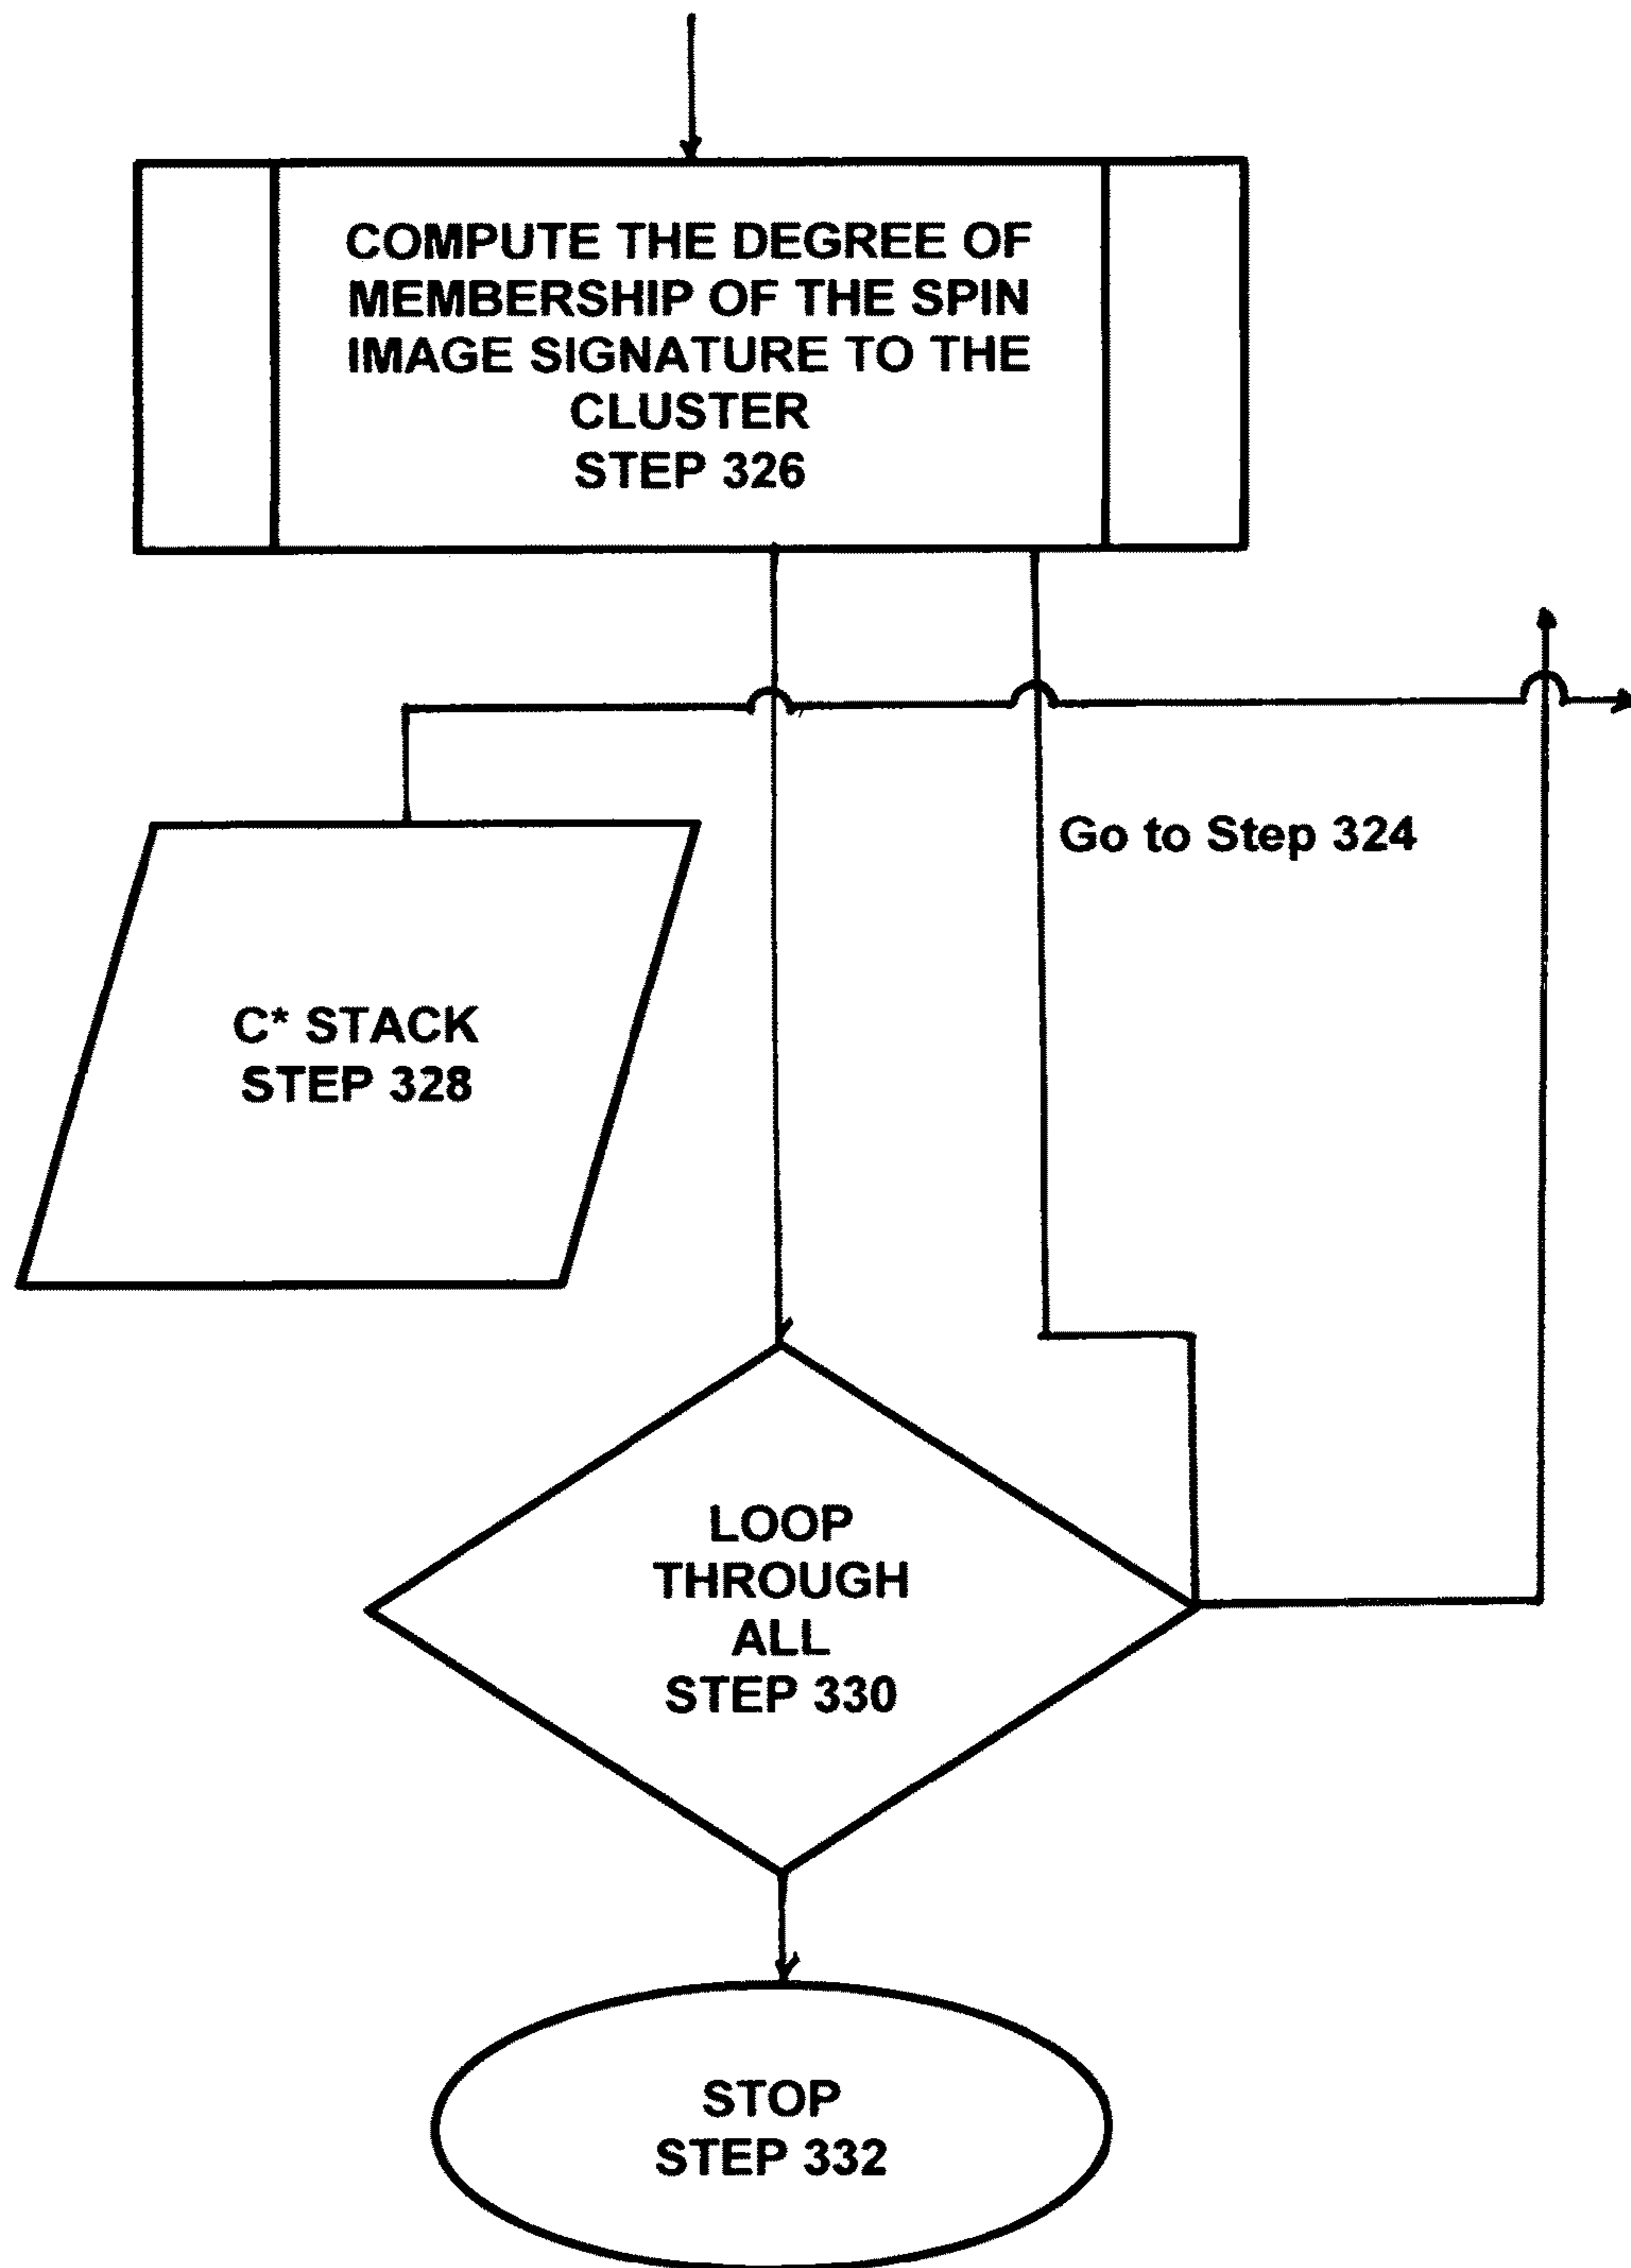 COMPUTE THE DEGREE OF
MEMBERSHIP OF THE SPIN
IMAGE SIGNATURE TO THE
CLUSTER
STEP 326
Go to Step 324
C* STACK
STEP 328
LOOP
THROUGH
ALL
STEP 330
STOP
STEP 332